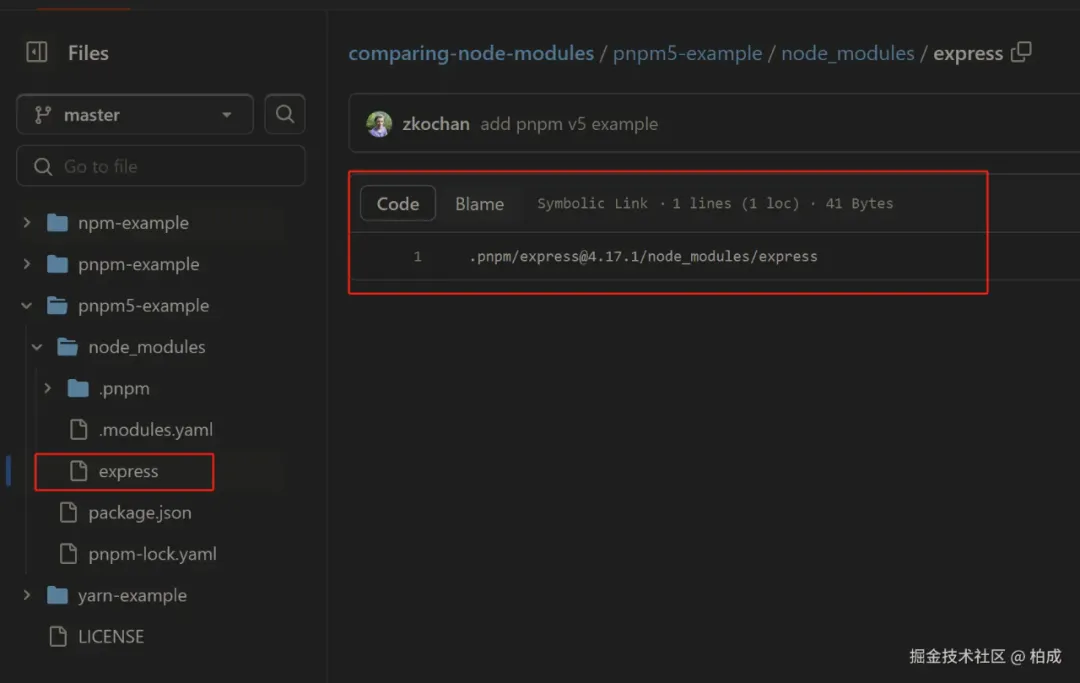 Files
master
Go to file
npm-example
pnpm-example
pnpm5-example
node_modules
.pnpm
.modules.yaml
express
package.json
pnpm-lock.yaml
yarn-example
LICENSE
comparing-node-modules / pnpm5-example / node_modules / express
zkochan add pnpm v5 example
Code Blame Symbolic Link · 1 lines (1 loc) · 41 Bytes
1 .pnpm/express@4.17.1/node_modules/express
掘金技术社区 @ 柏成